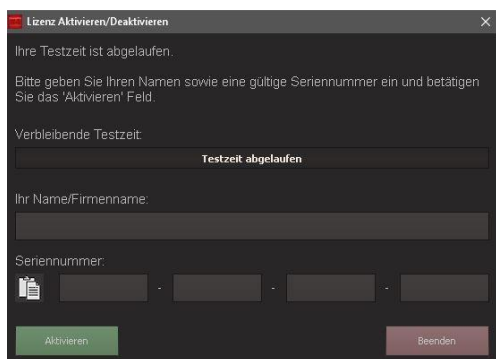 Lizenz Aktivieren/Deaktivieren
Ihre Testzeit ist abgelaufen.
Bitte geben Sie Ihren Namen sowie eine gültige Seriennummer ein und betätigen
Sie das 'Aktivieren' Feld.
Verbleibende Testzeit:
Testzeit abgelaufen
Ihr Name/Firmenname:
Seriennummer:
- - -
Aktivieren Beenden